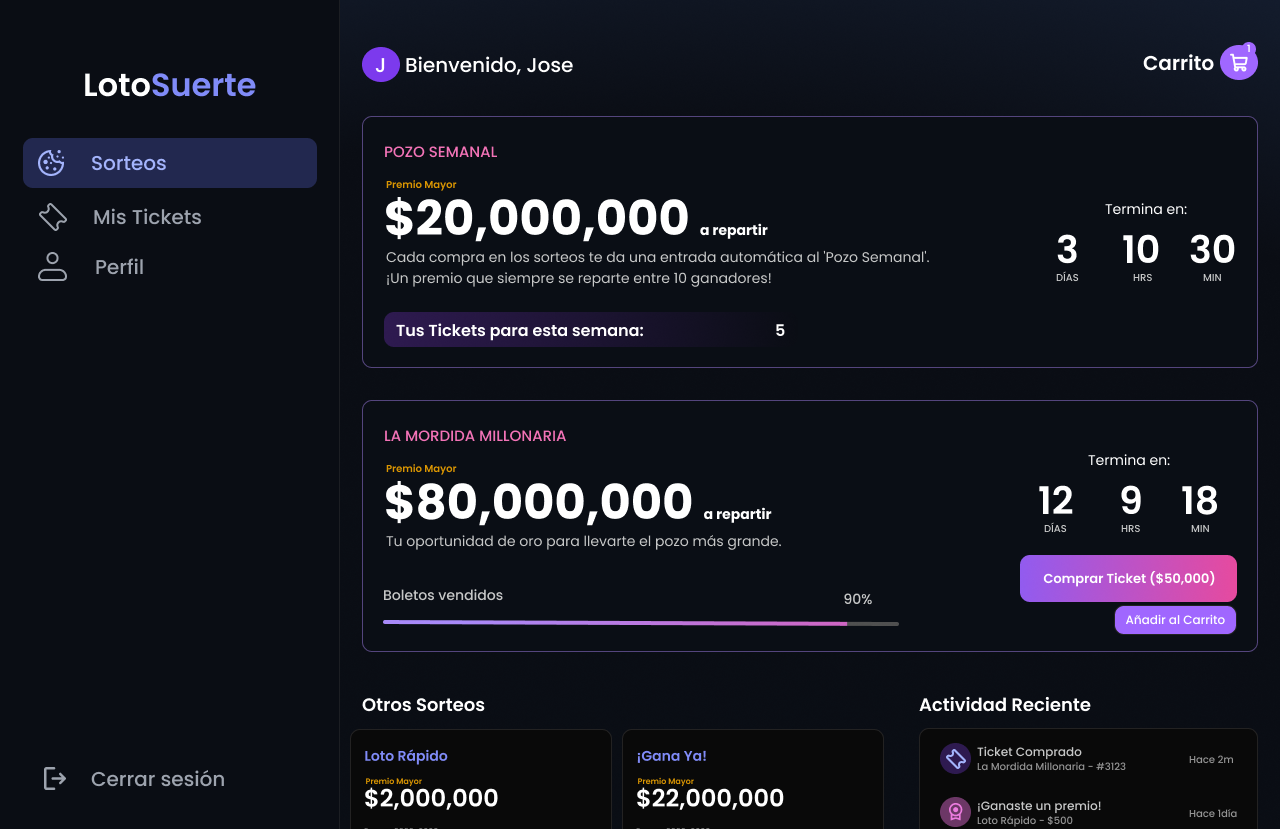 LotoSuerte
Sorteos
Mis Tickets
Perfil
Cerrar sesión
J
Bienvenido, Jose
Carrito
1
POZO SEMANAL
Premio Mayor
$20,000,000 a repartir
Cada compra en los sorteos te da una entrada automática al 'Pozo Semanal'.
¡Un premio que siempre se reparte entre 10 ganadores!
Tus Tickets para esta semana: 5
Termina en:
3 10 30
DÍAS HRS MIN
LA MORDIDA MILLONARIA
Premio Mayor
$80,000,000 a repartir
Tu oportunidad de oro para llevarte el pozo más grande.
Boletos vendidos 90%
Termina en:
12 9 18
DÍAS HRS MIN
Comprar Ticket ($50,000)
Añadir al Carrito
Otros Sorteos
Loto Rápido
Premio Mayor
$2,000,000
¡Gana Ya!
Premio Mayor
$22,000,000
Actividad Reciente
Ticket Comprado
La Mordida Millonaria - #3123
Hace 2m
¡Ganaste un premio!
Loto Rápido - $500
Hace 1día